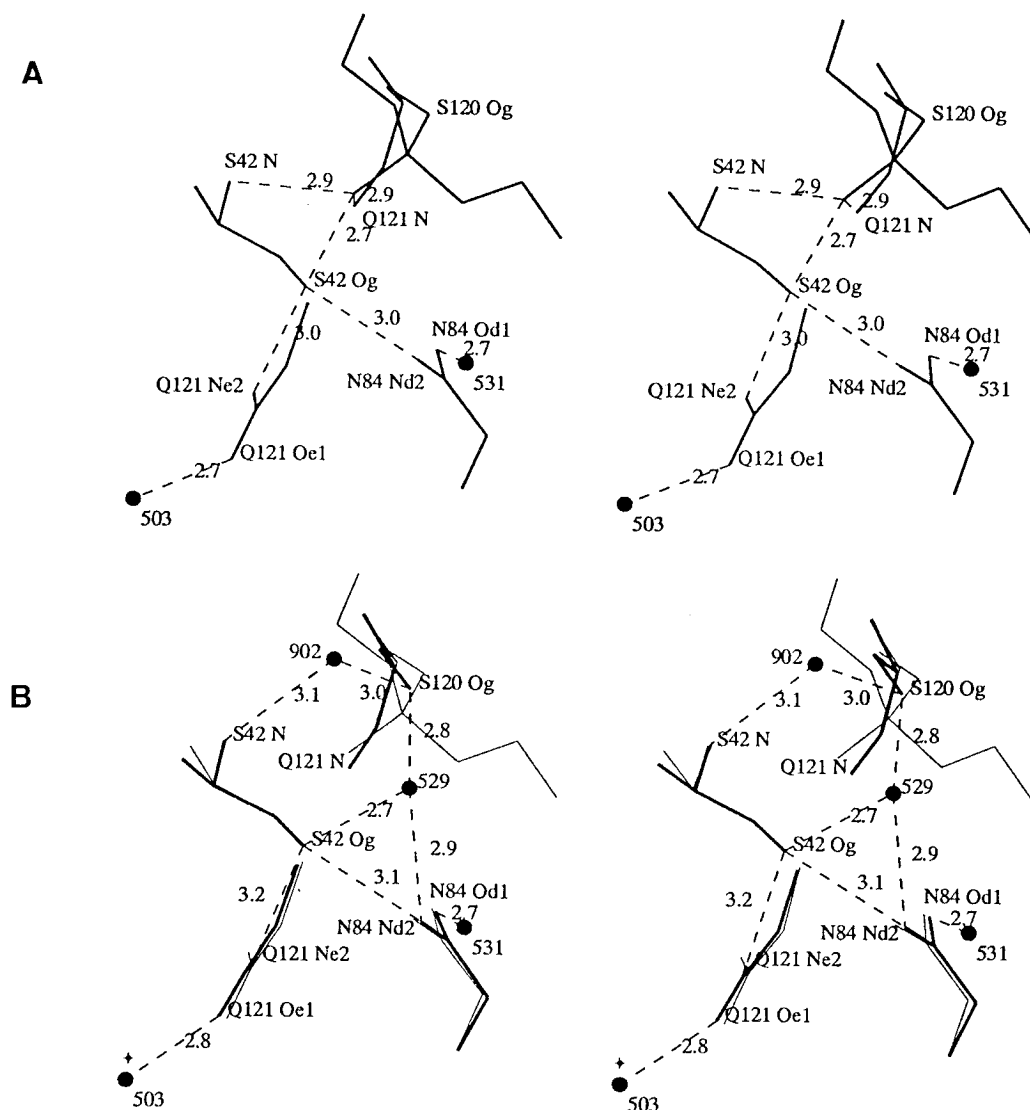 A
S120 Og
S120 Og
S42 N
S42 N
2.9
2.9
2.9
2.9
Q121 N
Q121 N
2.7
2.7
S42 Og
S42 Og
3.0
3.0
N84 Od1
N84 Od1
3.0
3.0
2.7
2.7
Q121 Ne2
N84 Nd2
531
Q121 Ne2
N84 Nd2
531
Q121 Oe1
Q121 Oe1
2.7
2.7
503
503
B
902
902
3.1
3.0
S120 Og
3.1
3.0
S120 Og
S42 N
2.8
S42 N
2.8
Q121 N
Q121 N
529
529
2.7
2.7
S42 Og
S42 Og
2.9
2.9
3.2
3.1
N84 Od1
3.2
3.1
N84 Od1
2.7
2.7
N84 Nd2
531
N84 Nd2
531
Q121 Ne2
Q121 Ne2
Q121 Oe1
Q121 Oe1
2.8
2.8
503
503